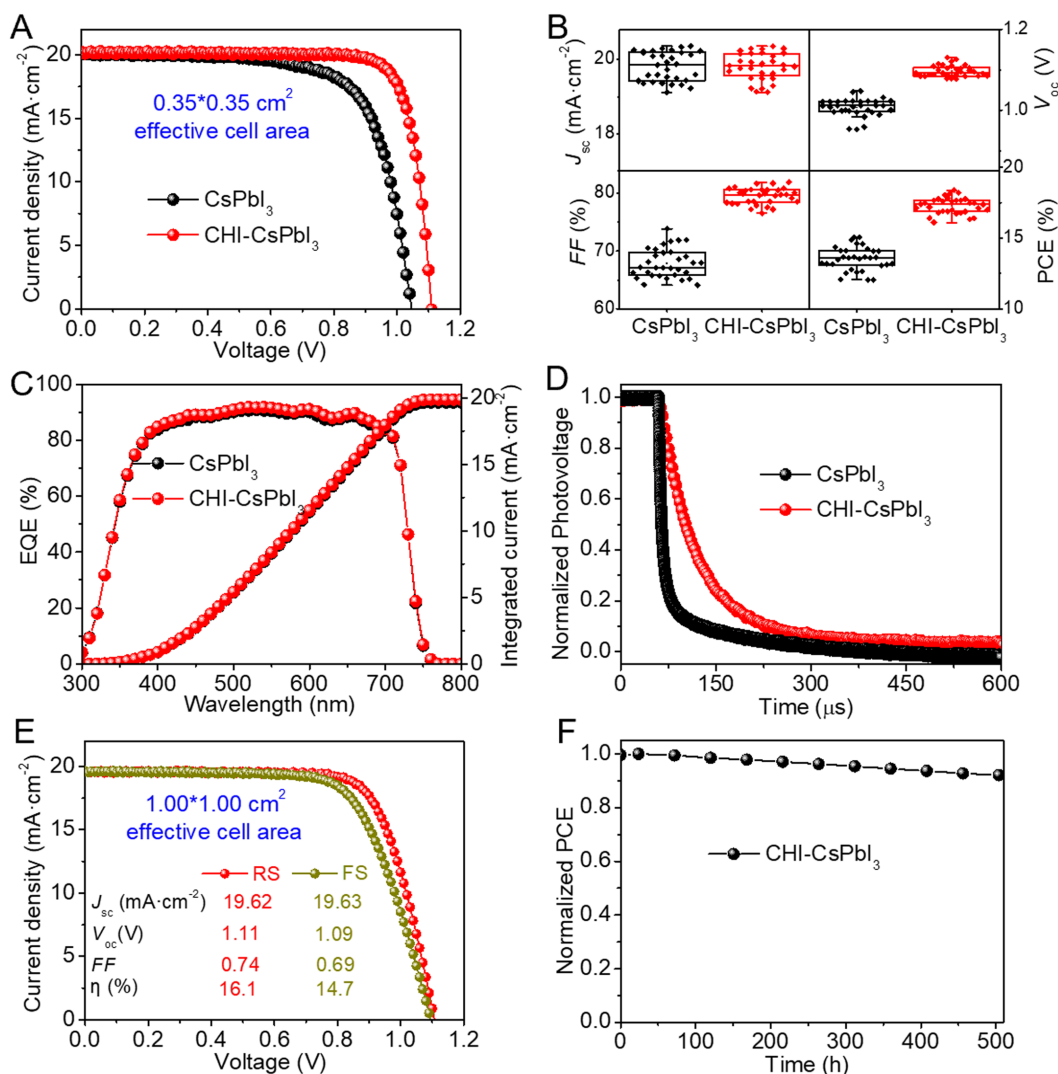 A
Current density (mA·cm-2)
20
15
10
5
0
0.35*0.35 cm2
effective cell area
CsPbI3
CHI-CsPbI3
0.0 0.2 0.4 0.6 0.8 1.0 1.2
Voltage (V)
B
Jsc (mA·cm-2)
20
18
1.2
1.0
Voc (V)
FF (%)
80
70
60
20
15
10
PCE (%)
CsPbI3 CHI-CsPbI3 CsPbI3 CHI-CsPbI3
C
EQE (%)
100
80
60
40
20
0
CsPbI3
CHI-CsPbI3
20
15
10
5
0
Integrated current (mA·cm-2)
300 400 500 600 700 800
Wavelength (nm)
D
Normalized Photovoltage
1.0
0.8
0.6
0.4
0.2
0.0
CsPbI3
CHI-CsPbI3
0 150 300 450 600
Time (μs)
E
Current density (mA·cm-2)
20
15
10
5
0
1.00*1.00 cm2
effective cell area
RS FS
Jsc (mA·cm-2) 19.62 19.63
Voc(V) 1.11 1.09
FF 0.74 0.69
η (%) 16.1 14.7
0.0 0.2 0.4 0.6 0.8 1.0 1.2
Voltage (V)
F
Normalized PCE
1.0
0.8
0.6
0.4
0.2
0.0
CHI-CsPbI3
0 100 200 300 400 500
Time (h)